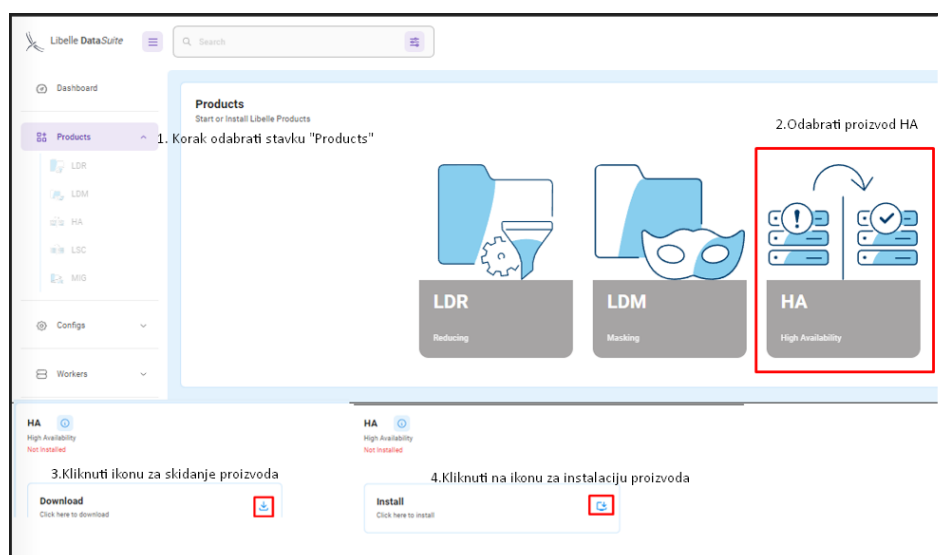 Libelle DataSuite
Search
Dashboard
Products
Start or Install Libelle Products
2.Odabrati proizvod HA
Products
1. Korak odabrati stavku "Products"
LDR
LDM
HA
LSC
MIG
LDR
Reducing
LDM
Masking
HA
High Availability
Configs
Workers
HA
High Availability
Not Installed
3.Kliknuti ikonu za skidanje proizvoda
Download
Click here to download
HA
High Availability
Not Installed
4.Kliknuti na ikonu za instalaciju proizvoda
Install
Click here to install